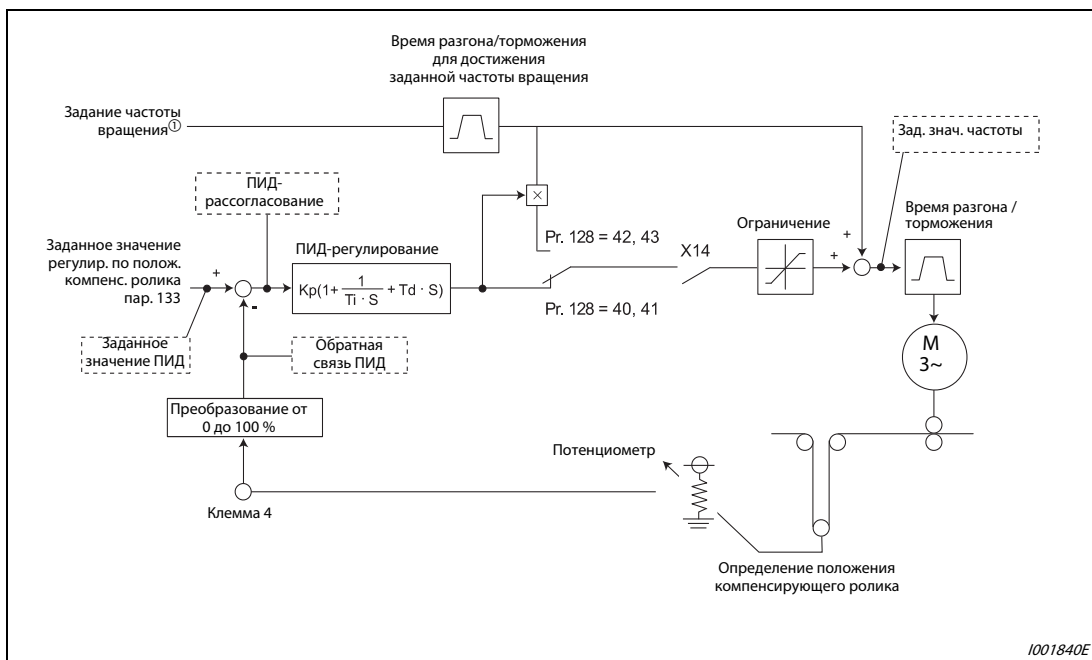 Время разгона/торможения
для достижения
заданной частоты вращения
Задание частоты
вращения①
Зад. знач. частоты
ПИД-
рассогласование
×
Время разгона /
торможения
Ограничение
Заданное значение
регулир. по полож.
компенс. ролика
пар. 133
ПИД-регулирование
Pr. 128 = 42, 43
X14
+
+
+
-
Kp(1+ 1 / Ti · S + Td · S)
Pr. 128 = 40, 41
Заданное
значение ПИД
Обратная
связь ПИД
M
3~
Преобразование от
0 до 100 %
Потенциометр
Клемма 4
Определение положения
компенсирующего ролика
I001840E